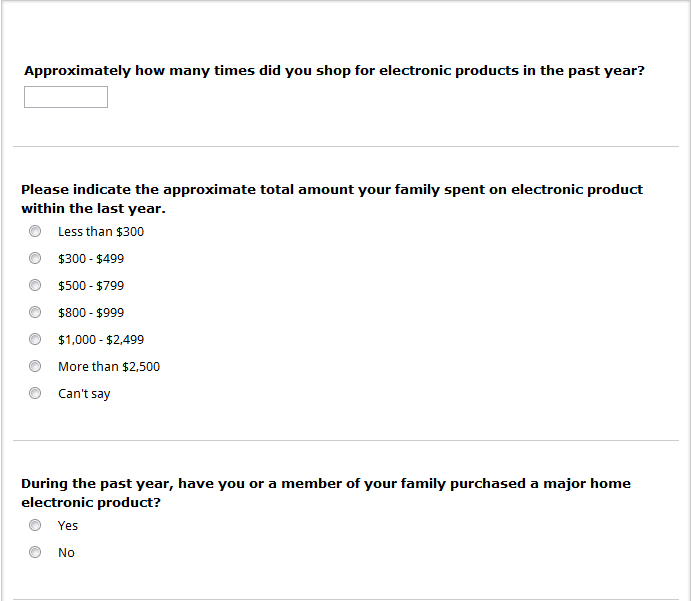 Approximately how many times did you shop for electronic products in the past year?
Please indicate the approximate total amount your family spent on electronic product
within the last year.
Less than $300
$300 - $499
$500 - $799
$800 - $999
$1,000 - $2,499
More than $2,500
Can't say
During the past year, have you or a member of your family purchased a major home
electronic product?
Yes
No